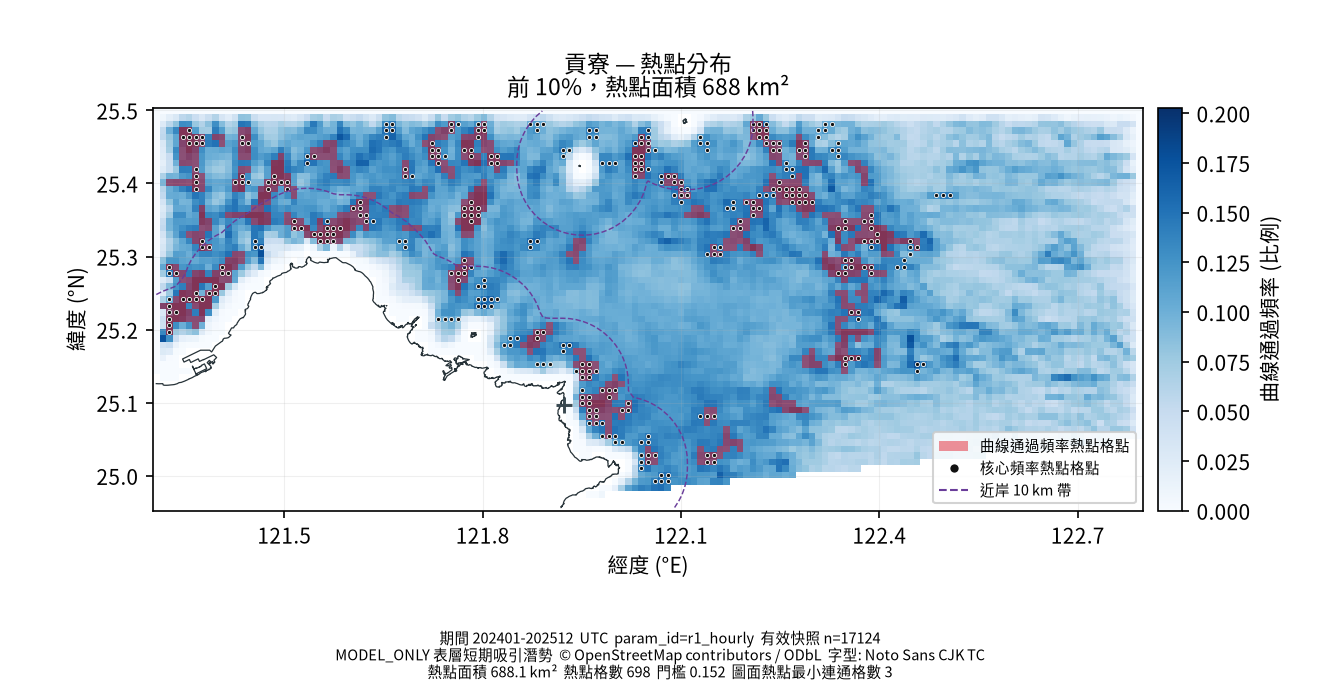 貢寮 — 熱點分布
前 10%，熱點面積 688 km²
緯度 (°N)
25.5
25.4
25.3
25.2
25.1
25.0
121.5
121.8
122.1
122.4
122.7
經度 (°E)
曲線通過頻率熱點格點
核心頻率熱點格點
近岸 10 km 帶
0.200
0.175
0.150
0.125
0.100
0.075
0.050
0.025
0.000
曲線通過頻率 (比例)
期間 202401-202512 UTC param_id=r1_hourly 有效快照 n=17124
MODEL_ONLY 表層短期吸引潛勢 © OpenStreetMap contributors / ODbL 字型: Noto Sans CJK TC
熱點面積 688.1 km² 熱點格數 698 門檻 0.152 圖面熱點最小連通格數 3